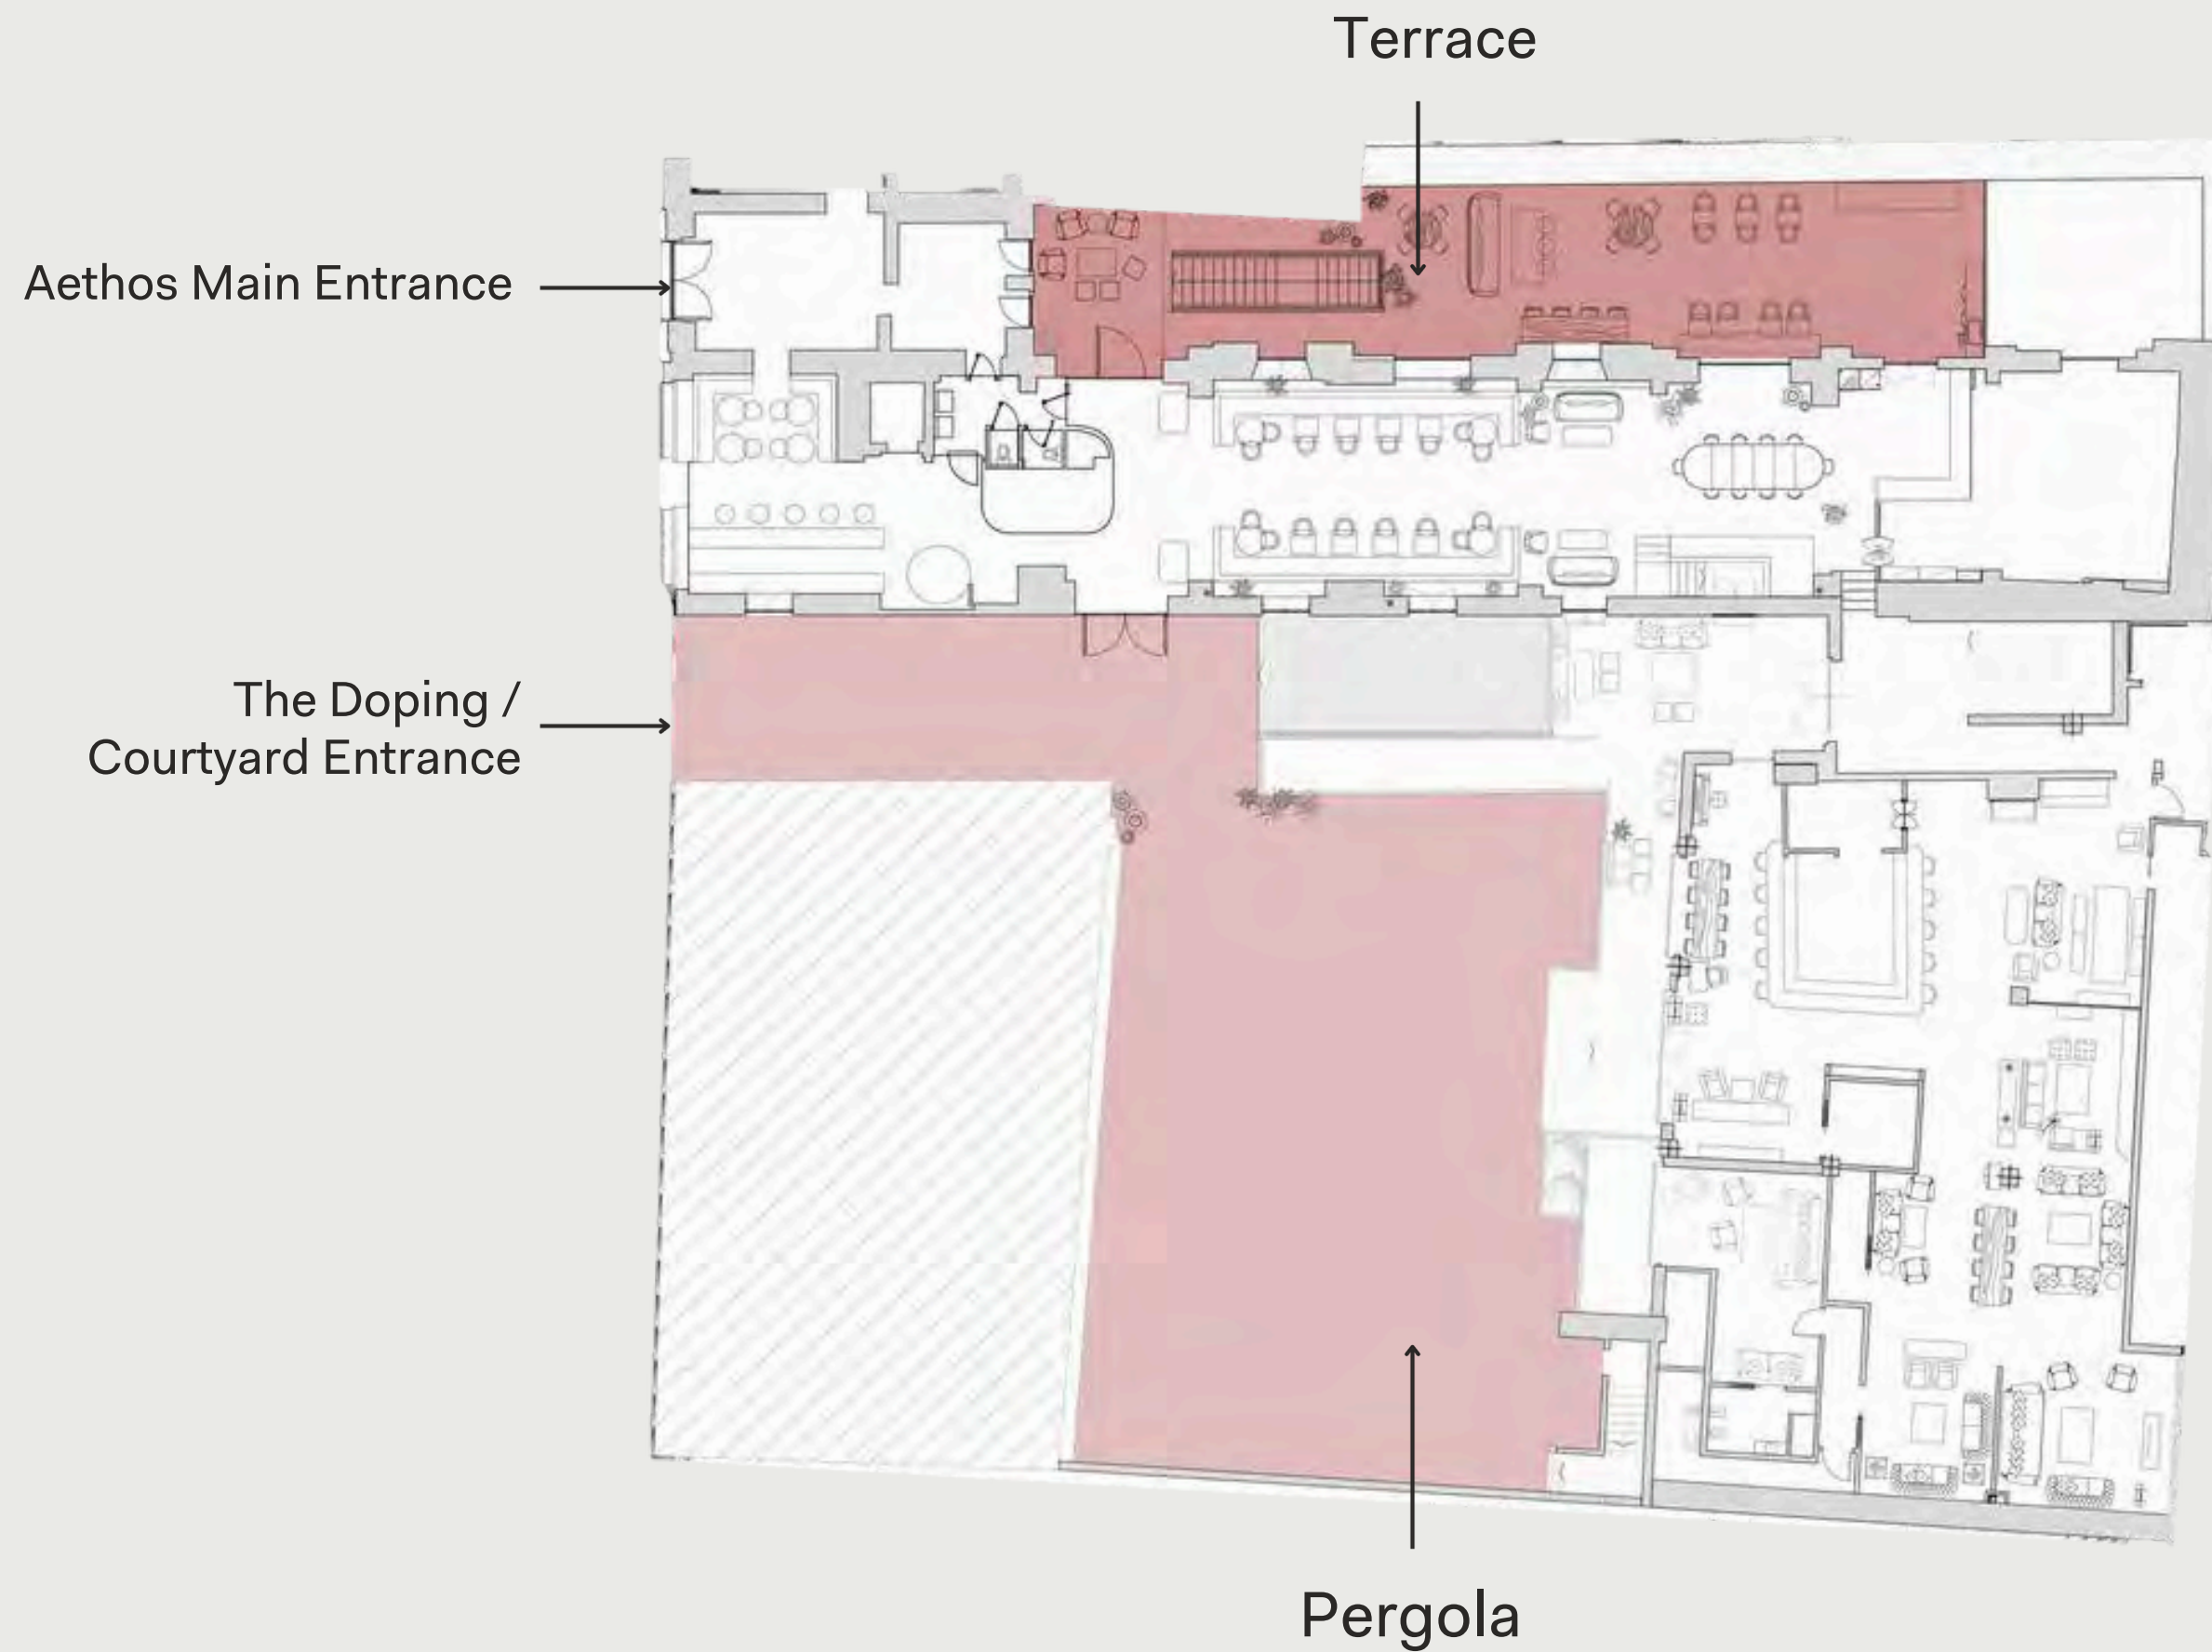 Terrace
Aethos Main Entrance
The Doping /
Courtyard Entrance
Pergola